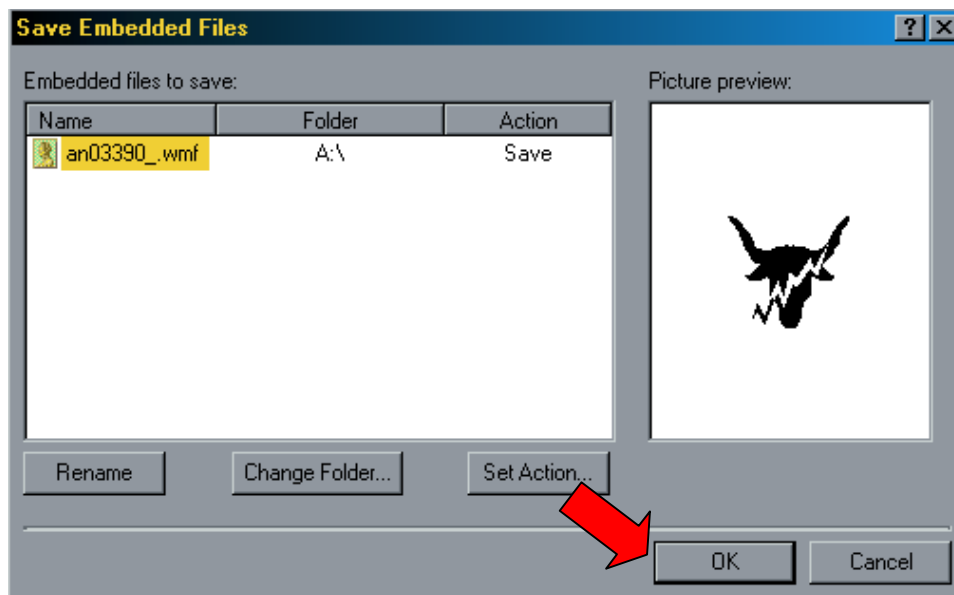 Save Embedded Files
? ×
Embedded files to save:
Picture preview:
Name Folder Action
an03390_.wmf A:\ Save
Rename Change Folder... Set Action...
OK Cancel